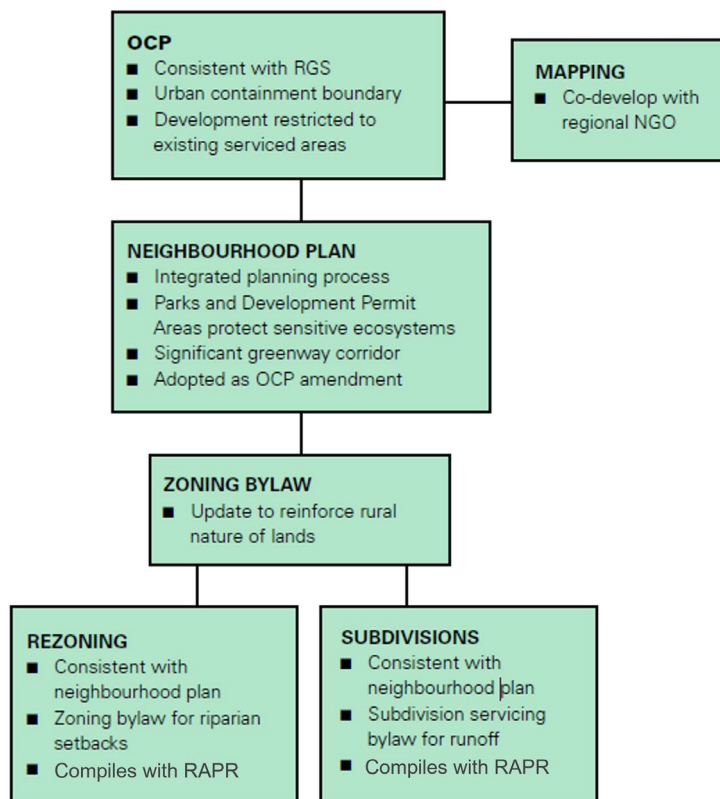 OCP
■ Consistent with RGS
■ Urban containment boundary
■ Development restricted to
existing serviced areas
MAPPING
■ Co-develop with
regional NGO
NEIGHBOURHOOD PLAN
■ Integrated planning process
■ Parks and Development Permit
Areas protect sensitive ecosystems
■ Significant greenway corridor
■ Adopted as OCP amendment
ZONING BYLAW
■ Update to reinforce rural
nature of lands
REZONING
■ Consistent with
neighbourhood plan
■ Zoning bylaw for riparian
setbacks
■ Compiles with RAPR
SUBDIVISIONS
■ Consistent with
neighbourhood plan
■ Subdivision servicing
bylaw for runoff
■ Compiles with RAPR